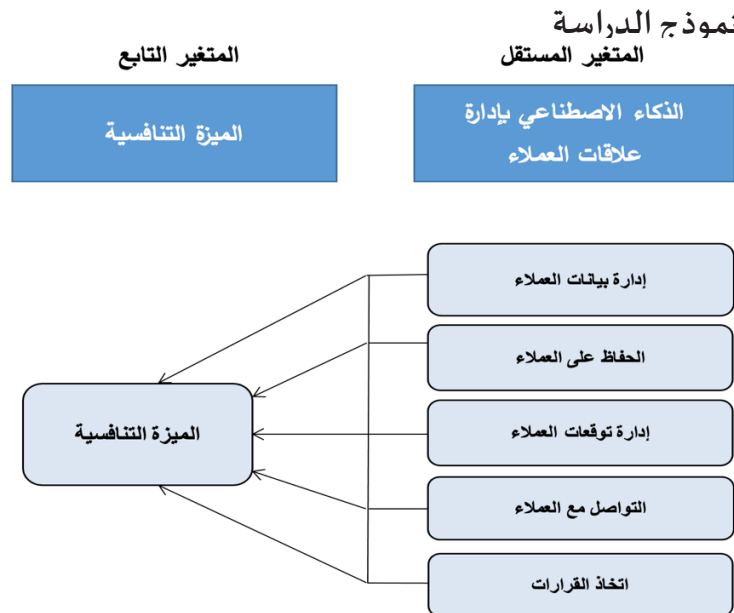 نموذج الدراسة
المتغير المستقل
المتغير التابع
الذكاء الاصطناعي بإدارة
علاقات العملاء
الميزة التنافسية
إدارة بيانات العملاء
الحفاظ على العملاء
إدارة توقعات العملاء
الميزة التنافسية
التواصل مع العملاء
اتخاذ القرارات